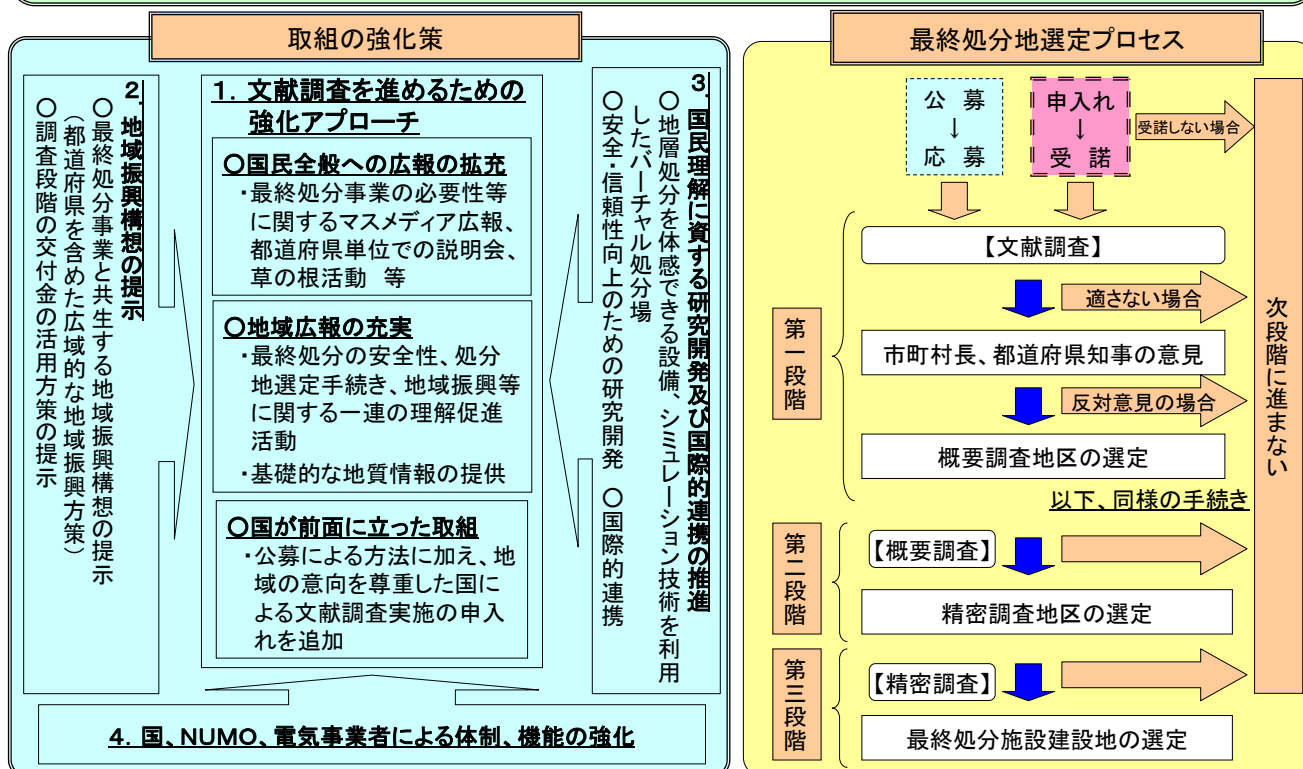 取組の強化策
2. 地域振興構想の提示
○最終処分事業と共生する地域振興構想の提示
（都道府県を含めた広域的な地域振興方策）
○調査段階の交付金の活用方策の提示
1. 文献調査を進めるための
強化アプローチ
○国民全般への広報の拡充
・最終処分事業の必要性等
に関するマスメディア広報、
都道府県単位での説明会、
草の根活動 等
○地域広報の充実
・最終処分の安全性、処分
地選定手続き、地域振興等
に関する一連の理解促進
活動
・基礎的な地質情報の提供
○国が前面に立った取組
・公募による方法に加え、地
域の意向を尊重した国に
よる文献調査実施の申入
れを追加
3. 国民理解に資する研究開発及び国際的連携の推進
○地層処分を体感できる設備、シミュレーション技術を利用
したバーチャル処分場
○安全・信頼性向上のための研究開発 ○国際的連携
4. 国、NUMO、電気事業者による体制、機能の強化
最終処分地選定プロセス
公 募
↓
応 募
申入れ
↓
受 諾
受諾しない場合
第一段階
【文献調査】
適さない場合
市町村長、都道府県知事の意見
反対意見の場合
概要調査地区の選定
以下、同様の手続き
第二段階
【概要調査】
精密調査地区の選定
第三段階
【精密調査】
最終処分施設建設地の選定
次段階に進まない